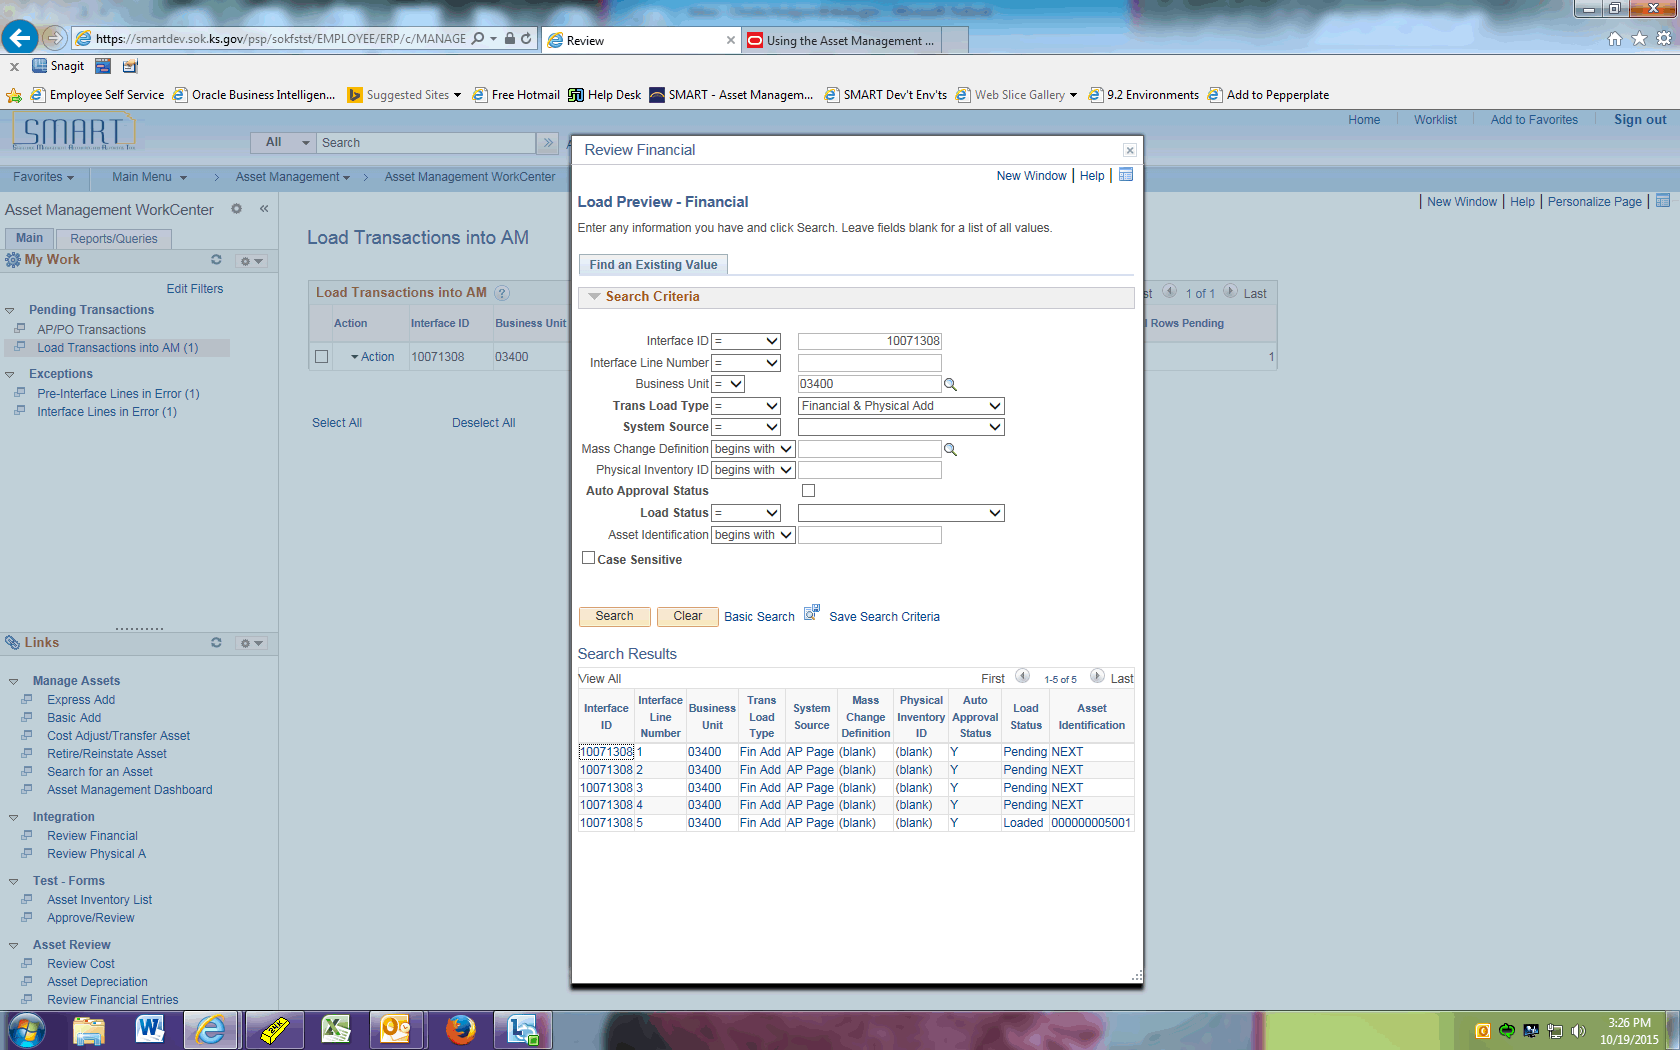 https://smartdev.sok.ks.gov/psp/sokfstst/EMPLOYEE/ERP/c/MANAGE
Review
Using the Asset Management ...
Snagit
Employee Self Service
Oracle Business Intelligen...
Suggested Sites
Free Hotmail
Help Desk
SMART - Asset Managem...
SMART Dev't Env'ts
Web Slice Gallery
9.2 Environments
Add to Pepperplate
SMART
All
Search
Home
Worklist
Add to Favorites
Sign out
Favorites
Main Menu
Asset Management
Asset Management WorkCenter
New Window | Help | Personalize Page
Asset Management WorkCenter
Main
Reports/Queries
My Work
Edit Filters
Pending Transactions
AP/PO Transactions
Load Transactions into AM (1)
Exceptions
Pre-Interface Lines in Error (1)
Interface Lines in Error (1)
Links
Manage Assets
Express Add
Basic Add
Cost Adjust/Transfer Asset
Retire/Reinstate Asset
Search for an Asset
Asset Management Dashboard
Integration
Review Financial
Review Physical A
Test - Forms
Asset Inventory List
Approve/Review
Asset Review
Review Cost
Asset Depreciation
Review Financial Entries
Load Transactions into AM
Load Transactions into AM
1 of 1
Last
Action Interface ID Business Unit
Rows Pending
Action 10071308 03400
1
Select All
Deselect All
Review Financial
New Window | Help |
Load Preview - Financial
Enter any information you have and click Search. Leave fields blank for a list of all values.
Find an Existing Value
Search Criteria
Interface ID = 10071308
Interface Line Number =
Business Unit = 03400
Trans Load Type = Financial & Physical Add
System Source =
Mass Change Definition begins with
Physical Inventory ID begins with
Auto Approval Status
Load Status =
Asset Identification begins with
Case Sensitive
Search
Clear
Basic Search
Save Search Criteria
Search Results
View All
First
1-5 of 5
Last
Interface ID
Interface Line Number
Business Unit
Trans Load Type
System Source
Mass Change Definition
Physical Inventory ID
Auto Approval Status
Load Status
Asset Identification
10071308 1 03400 Fin Add AP Page (blank) (blank) Y Pending NEXT
10071308 2 03400 Fin Add AP Page (blank) (blank) Y Pending NEXT
10071308 3 03400 Fin Add AP Page (blank) (blank) Y Pending NEXT
10071308 4 03400 Fin Add AP Page (blank) (blank) Y Pending NEXT
10071308 5 03400 Fin Add AP Page (blank) (blank) Y Loaded 000000005001
3:26 PM
10/19/2015